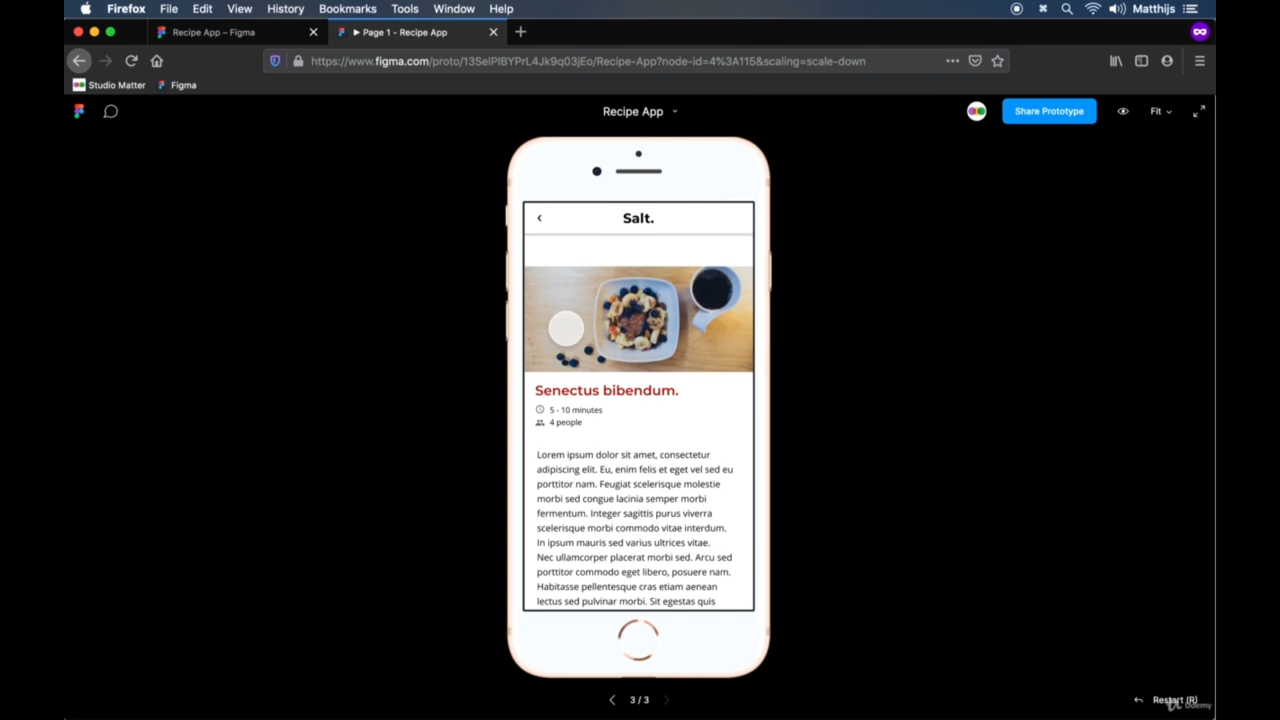 Firefox File Edit View History Bookmarks Tools Window Help Matthijs
Recipe App – Figma
Page 1 - Recipe App
https://www.figma.com/proto/13SelPlBYPrL4Jk9q03jEo/Recipe-App?node-id=4%3A115&scaling=scale-down
Studio Matter Figma
Recipe App
Share Prototype
Fit
Salt.
Senectus bibendum.
5 - 10 minutes
4 people
Lorem ipsum dolor sit amet, consectetur
adipiscing elit. Eu, enim felis et eget vel sed eu
porttitor nam. Feugiat scelerisque molestie
morbi sed congue lacinia semper morbi
fermentum. Integer sagittis purus viverra
scelerisque morbi commodo vitae interdum.
In ipsum mauris sed varius ultrices vitae.
Nec ullamcorper placerat morbi sed. Arcu sed
porttitor commodo eget libero, posuere nam.
Habitasse pellentesque cras etiam aenean
lectus sed pulvinar morbi. Sit egestas quis
3 / 3
Restart (R)
Udemy